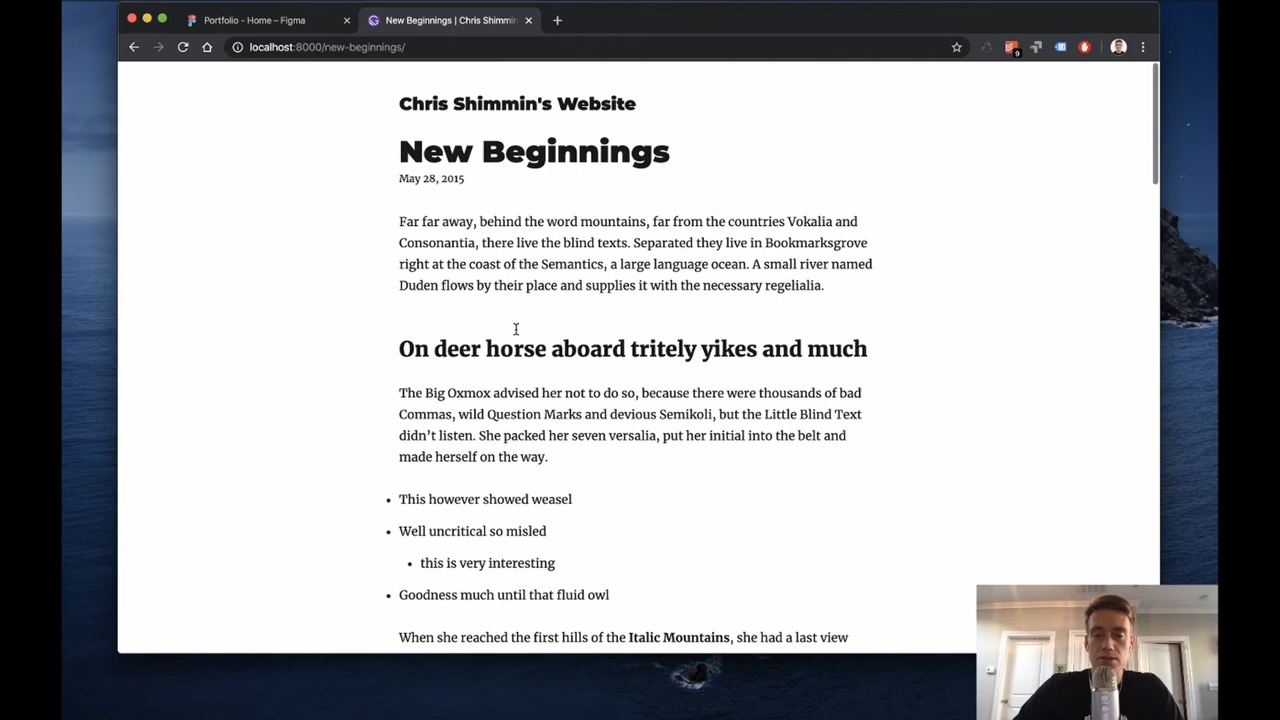 Portfolio - Home – Figma
New Beginnings | Chris Shimmin
localhost:8000/new-beginnings/
9
Chris Shimmin's Website
New Beginnings
May 28, 2015
Far far away, behind the word mountains, far from the countries Vokalia and
Consonantia, there live the blind texts. Separated they live in Bookmarksgrove
right at the coast of the Semantics, a large language ocean. A small river named
Duden flows by their place and supplies it with the necessary regelialia.
On deer horse aboard tritely yikes and much
The Big Oxmox advised her not to do so, because there were thousands of bad
Commas, wild Question Marks and devious Semikoli, but the Little Blind Text
didn’t listen. She packed her seven versalia, put her initial into the belt and
made herself on the way.
• This however showed weasel
• Well uncritical so misled
• this is very interesting
• Goodness much until that fluid owl
When she reached the first hills of the Italic Mountains, she had a last view